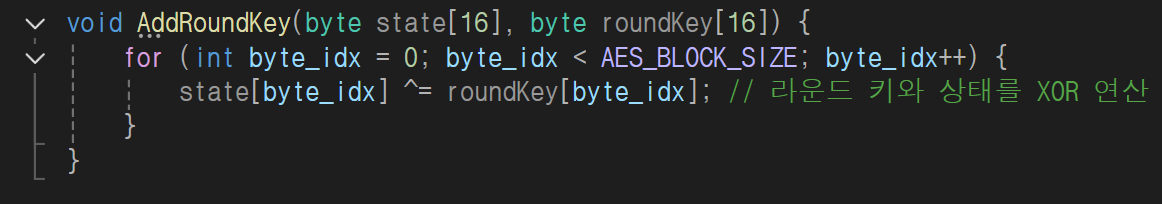 void AddRoundKey(byte state[16], byte roundKey[16]) {
for (int byte_idx = 0; byte_idx < AES_BLOCK_SIZE; byte_idx++) {
state[byte_idx] ^= roundKey[byte_idx]; // 라운드 키와 상태를 XOR 연산
}
}